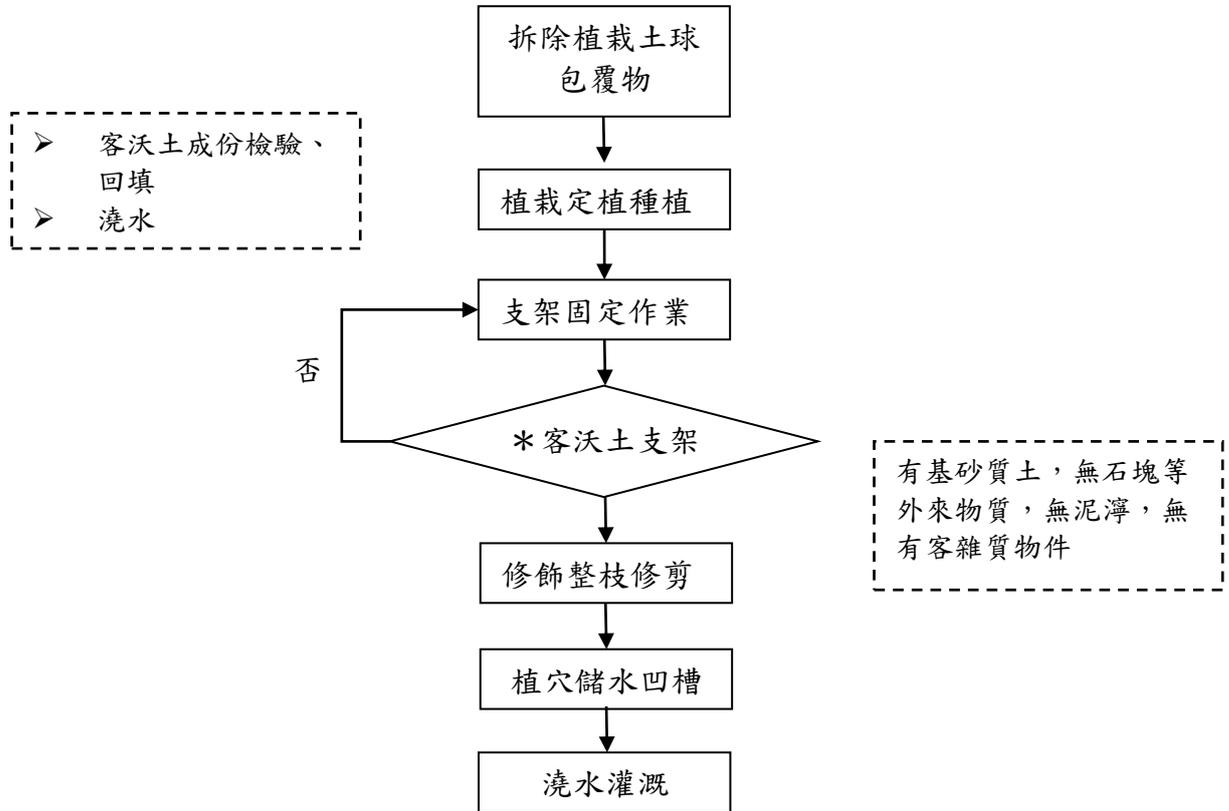 拆除植栽土球
包覆物
➢ 客沃土成份檢驗、
回填
➢ 澆水
植栽定植種植
支架固定作業
否
＊客沃土支架
有基砂質土，無石塊等
外來物質，無泥濘，無
有客雜質物件
修飾整枝修剪
植穴儲水凹槽
澆水灌溉